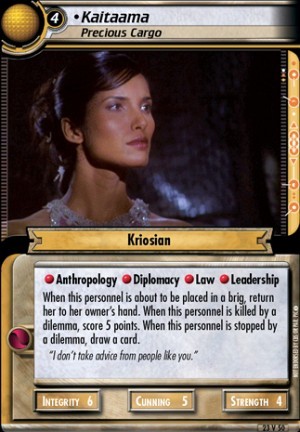 4
•Kaitaama
Precious Cargo
Kriosian
Anthropology Diplomacy Law Leadership
When this personnel is about to be placed in a brig, return
her to her owner's hand. When this personnel is killed by a
dilemma, score 5 points. When this personnel is stopped
by a dilemma, draw a card.
"I don't take advice from people like you."
INTEGRITY 6 CUNNING 5 STRENGTH 4